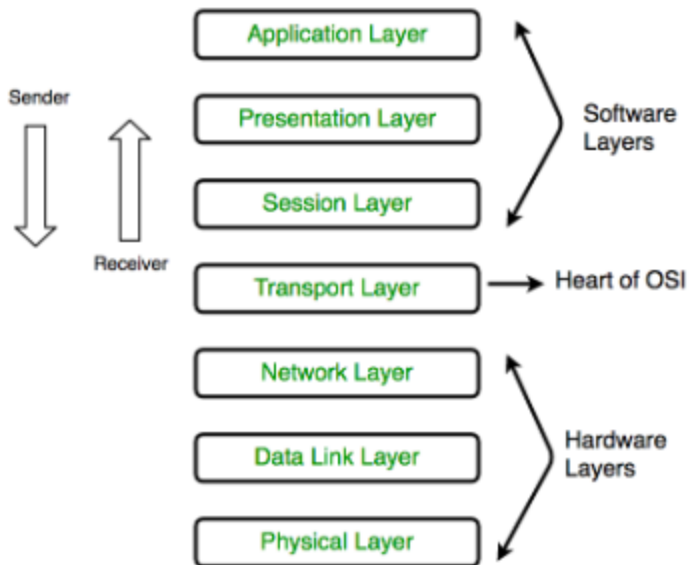 Application Layer
Sender
Presentation Layer
Software
Layers
Session Layer
Receiver
Transport Layer
Heart of OSI
Network Layer
Hardware
Layers
Data Link Layer
Physical Layer